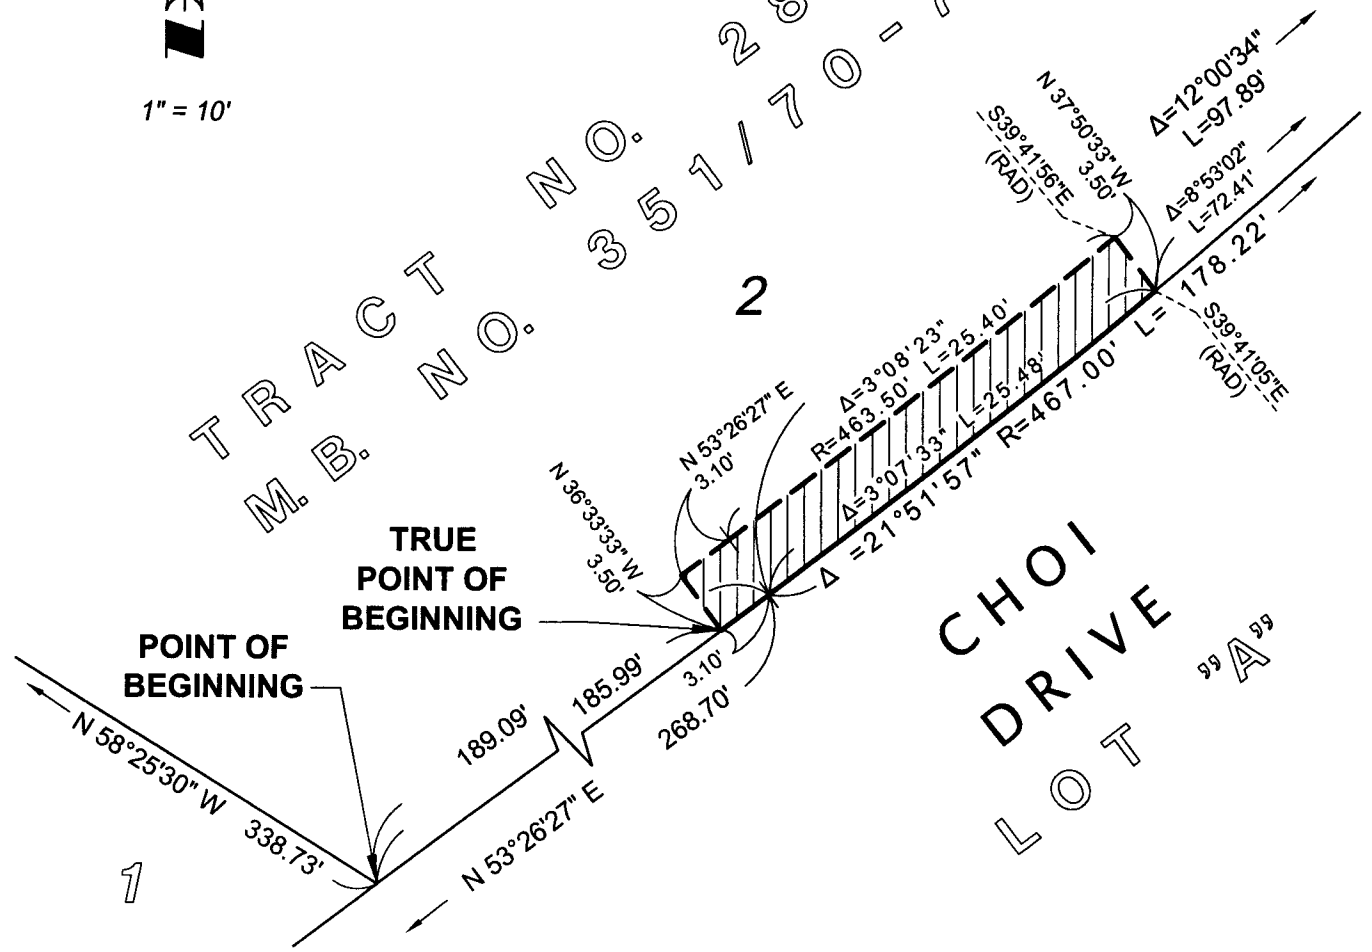 1" = 10'
TRACT NO. 28
M.B. NO. 351/70-7
2
N 37°50'33" W
3.50'
S39°41'56"E
(RAD)
Δ=12°00'34"
L=97.89'
Δ=8°53'02"
L=72.41'
L= 178.22'
S39°41'05"E
(RAD)
Δ=3°08'23"
R=463.50' L=25.40'
Δ=3°07'33" L=25.48'
Δ =21°51'57" R=467.00'
N 53°26'27" E
3.10'
N 36°33'33" W
3.50'
TRUE
POINT OF
BEGINNING
POINT OF
BEGINNING
3.10'
185.99'
268.70'
189.09'
N 53°26'27" E
N 58°25'30" W 338.73'
1
CHOI
DRIVE
LOT "A"